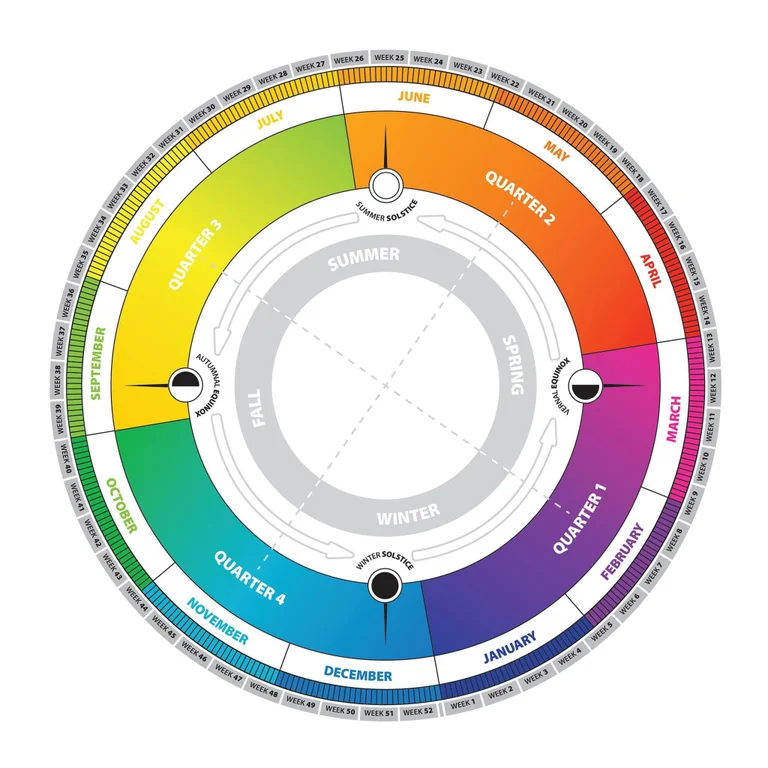 WEEK 1
WEEK 2
WEEK 3
WEEK 4
WEEK 5
WEEK 6
WEEK 7
WEEK 8
WEEK 9
WEEK 10
WEEK 11
WEEK 12
WEEK 13
WEEK 14
WEEK 15
WEEK 16
WEEK 17
WEEK 18
WEEK 19
WEEK 20
WEEK 21
WEEK 22
WEEK 23
WEEK 24
WEEK 25
WEEK 26
WEEK 27
WEEK 28
WEEK 29
WEEK 30
WEEK 31
WEEK 32
WEEK 33
WEEK 34
WEEK 35
WEEK 36
WEEK 37
WEEK 38
WEEK 39
WEEK 40
WEEK 41
WEEK 42
WEEK 43
WEEK 44
WEEK 45
WEEK 46
WEEK 47
WEEK 48
WEEK 49
WEEK 50
WEEK 51
WEEK 52
JANUARY
FEBRUARY
MARCH
APRIL
MAY
JUNE
JULY
AUGUST
SEPTEMBER
OCTOBER
NOVEMBER
DECEMBER
QUARTER 1
QUARTER 2
QUARTER 3
QUARTER 4
VERNAL EQUINOX
SUMMER SOLSTICE
AUTUMNAL EQUINOX
WINTER SOLSTICE
WINTER
SPRING
SUMMER
FALL